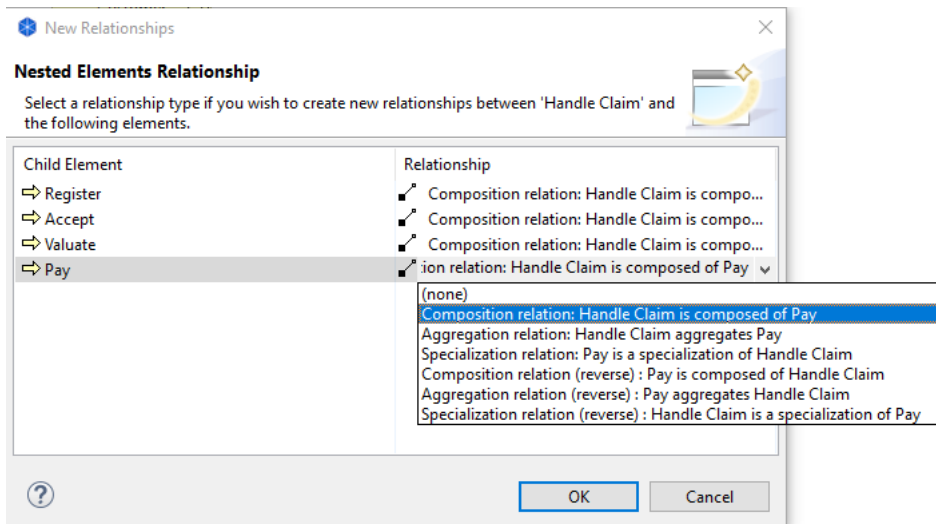 New Relationships
Nested Elements Relationship
Select a relationship type if you wish to create new relationships between 'Handle Claim' and
the following elements.
Child Element Relationship
Register Composition relation: Handle Claim is compo...
Accept Composition relation: Handle Claim is compo...
Valuate Composition relation: Handle Claim is compo...
Pay ion relation: Handle Claim is composed of Pay
(none)
Composition relation: Handle Claim is composed of Pay
Aggregation relation: Handle Claim aggregates Pay
Specialization relation: Pay is a specialization of Handle Claim
Composition relation (reverse) : Pay is composed of Handle Claim
Aggregation relation (reverse) : Pay aggregates Handle Claim
Specialization relation (reverse) : Handle Claim is a specialization of Pay
? OK Cancel